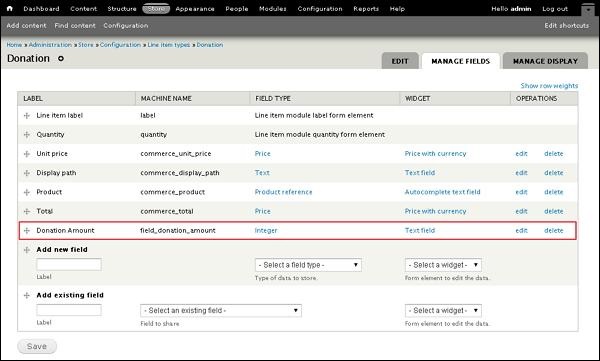 Dashboard Content Structure Store Appearance People Modules Configuration Reports Help Hello admin Log out
Add content Find content Edit shortcuts
Home » Administration » Store » Configuration » Line item types » Donation
Donation
EDIT MANAGE FIELDS MANAGE DISPLAY
Show row weights
LABEL MACHINE NAME FIELD TYPE WIDGET OPERATIONS
Line item label label Line item module label form element
Quantity quantity Line item module quantity form element
Unit price commerce_unit_price Price Price with currency edit delete
Display path commerce_display_path Text Text field edit delete
Product commerce_product Product reference Autocomplete text field edit delete
Total commerce_total Price Price with currency edit delete
Donation Amount field_donation_amount Integer Text field edit delete
Add new field
- Select a field type - - Select a widget -
Label Type of data to store. Form element to edit the data.
Add existing field
- Select an existing field - - Select a widget -
Label Field to share Form element to edit the data.
Save